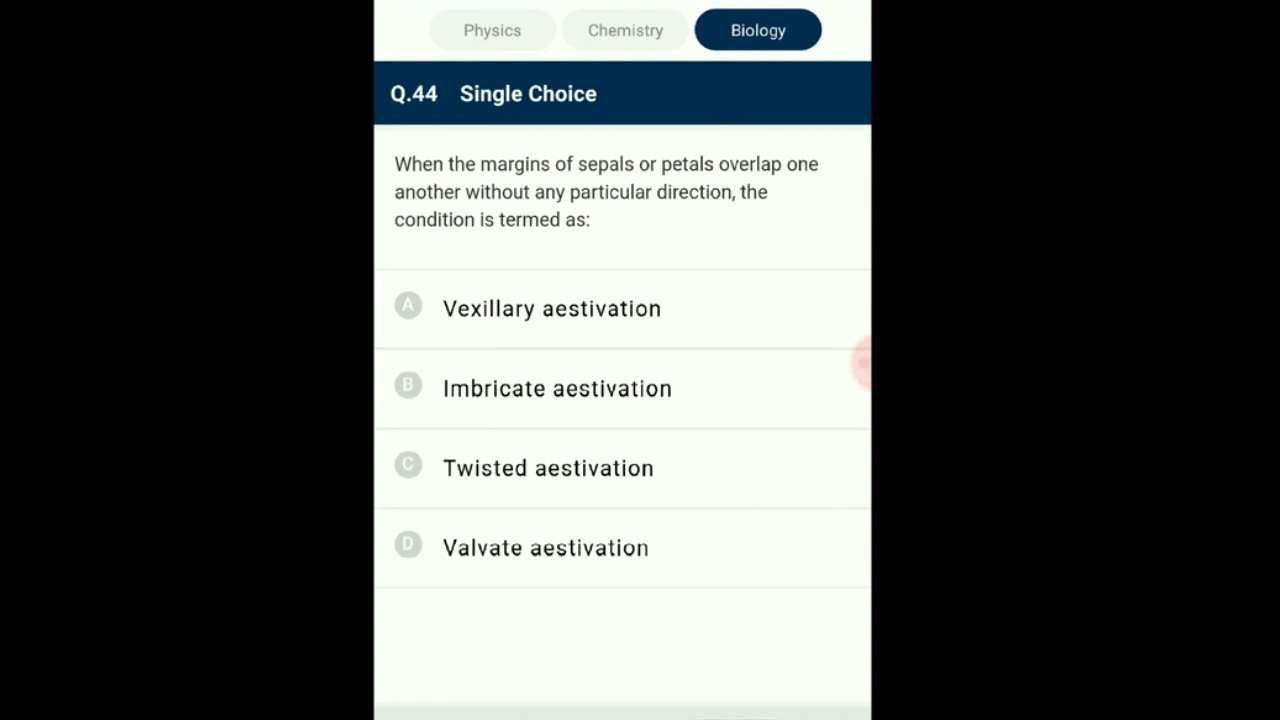 Physics Chemistry Biology
Q.44 Single Choice
When the margins of sepals or petals overlap one
another without any particular direction, the
condition is termed as:
A Vexillary aestivation
B Imbricate aestivation
C Twisted aestivation
D Valvate aestivation